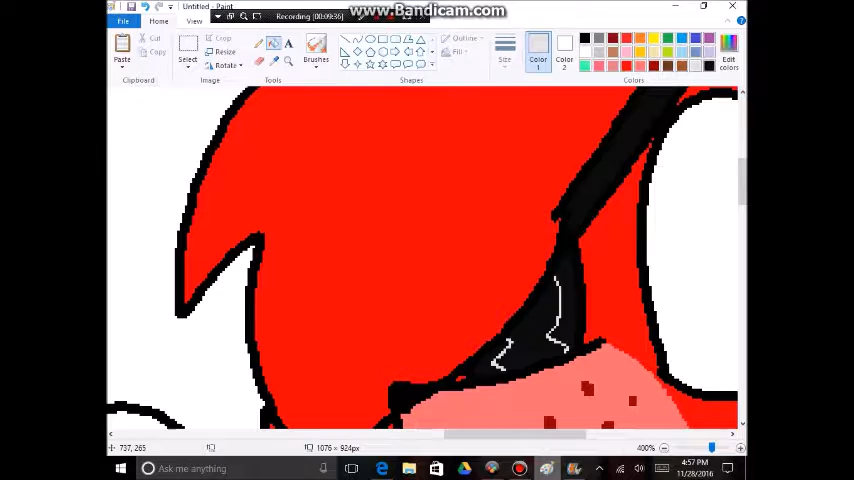 Untitled - Paint
Recording [00:09:36]
www.Bandicam.com
File
Home
View
Paste
Cut
Copy
Clipboard
Select
Crop
Resize
Rotate
Image
A
Tools
Brushes
Outline
Fill
Shapes
Size
Color
1
Color
2
Edit
colors
Colors
737, 265
1076 × 924px
400%
Ask me anything
4:57 PM
11/28/2016